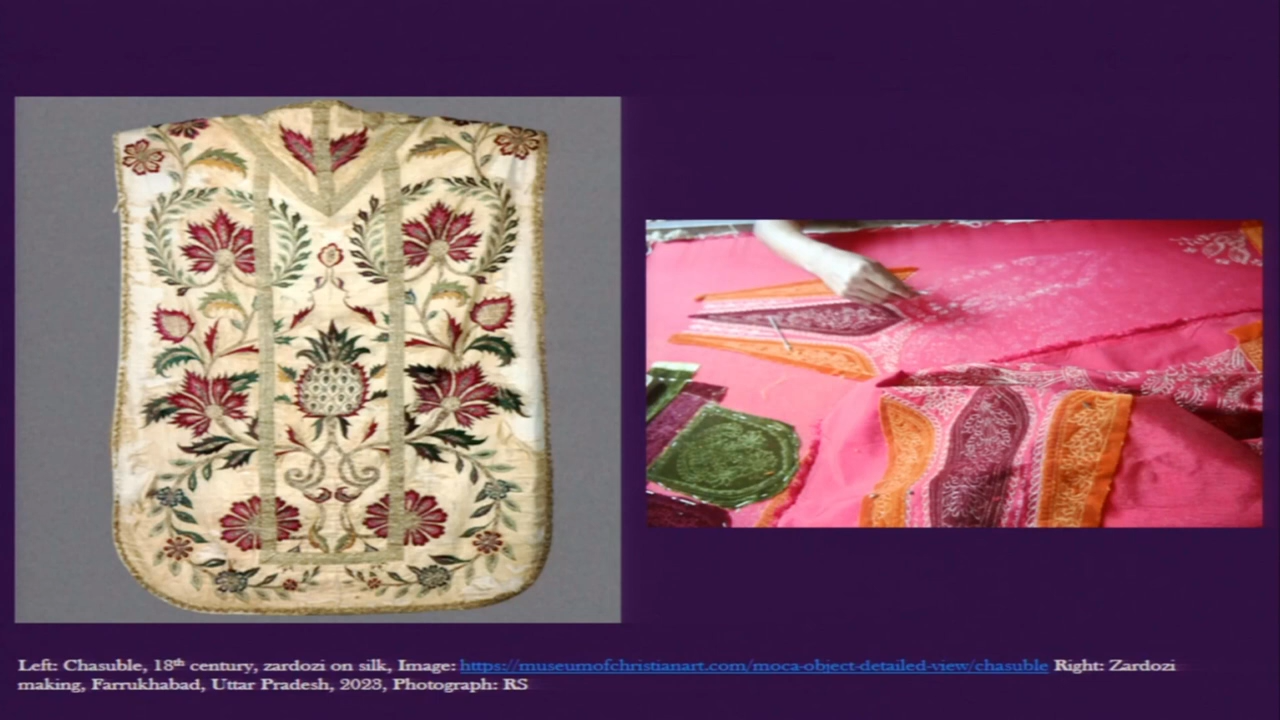 Left: Chasuble, 18th century, zardozi on silk, Image: https://museumofchristianart.com/moca-object-detailed-view/chasuble Right: Zardozi
making, Farrukhabad, Uttar Pradesh, 2023, Photograph: RS